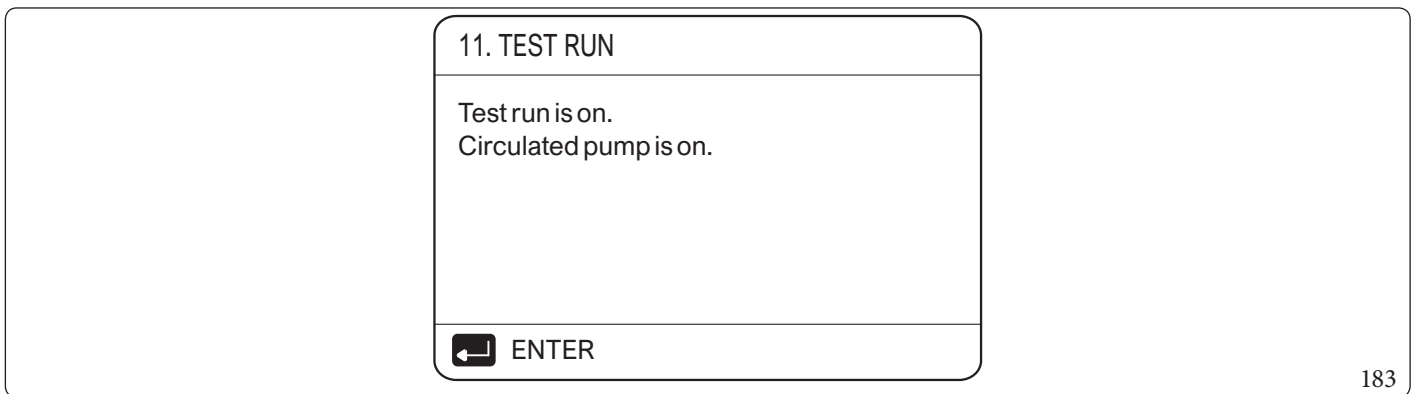 11. TEST RUN
Test run is on.
Circulated pump is on.
ENTER
183